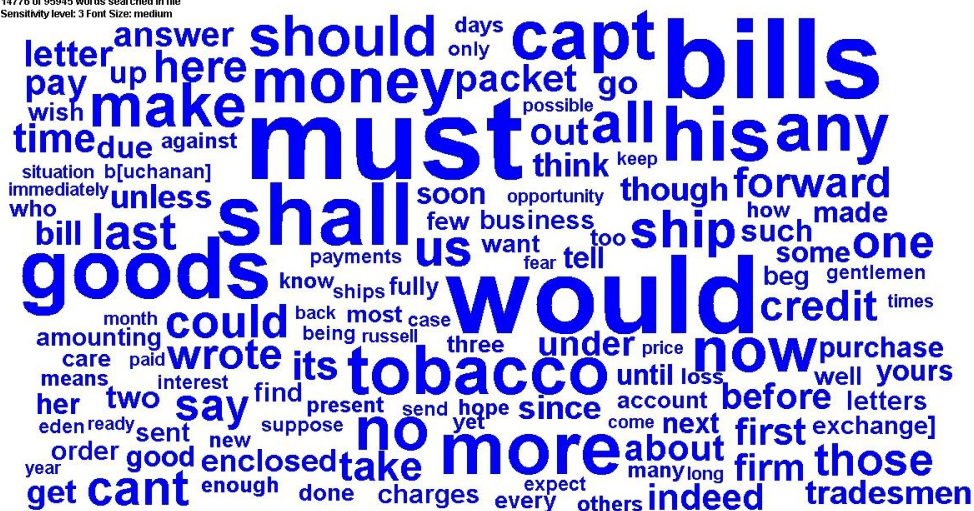 14776 of 95945 words searched in file
Sensitivity level: 3 Font Size: medium
letter answer should days only capt bills
pay up here money packet go
wish make possible
time due against must out all his any
situation b[uchanan] think keep
immediately unless shall soon opportunity though forward
who few business how made
bill last us want too ship such some one
goods payments fear tell beg gentlemen
know ships fully would credit times
month could back most case
amounting being russell three under price now purchase
care paid wrote its tobacco until loss well yours
means interest find
her two say present send hope since account before letters
eden ready sent suppose no yet come next first exchange]
order new more about
year good enclosed take many long firm those
get cant enough done charges expect every others indeed tradesmen